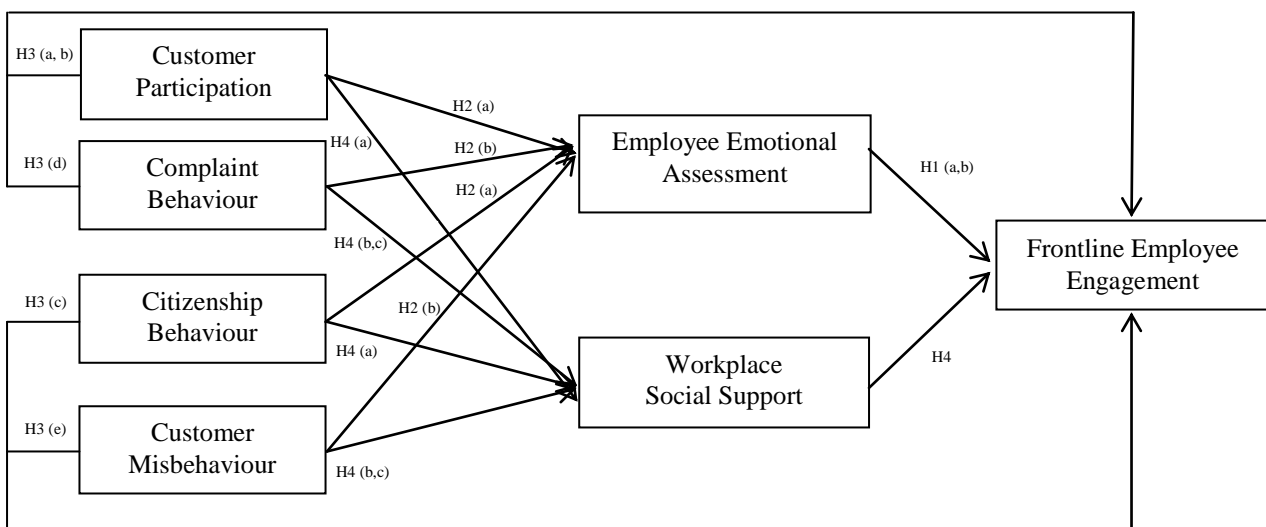 H3 (a, b)
Customer
Participation
H3 (d)
Complaint
Behaviour
H3 (c)
Citizenship
Behaviour
H3 (e)
Customer
Misbehaviour
H2 (a)
H4 (a)
H2 (b)
H2 (a)
H4 (b,c)
H2 (b)
H4 (a)
H4 (b,c)
Employee Emotional
Assessment
Workplace
Social Support
H1 (a,b)
H4
Frontline Employee
Engagement